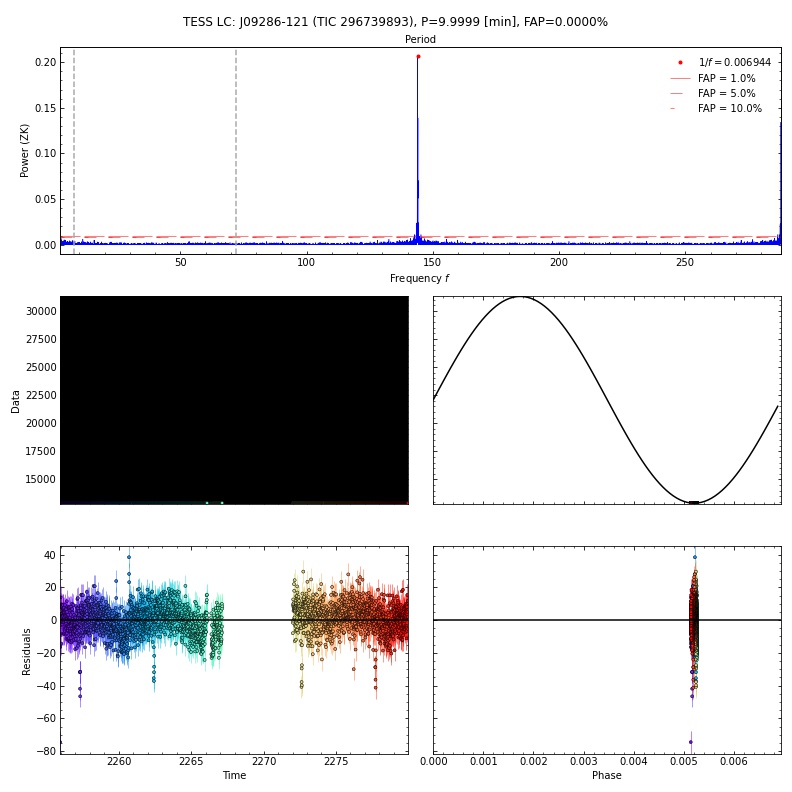 TESS LC: J09286-121 (TIC 296739893), P=9.9999 [min], FAP=0.0000%
Period
Power (ZK)
0.20
0.15
0.10
0.05
0.00
1/f = 0.006944
FAP = 1.0%
FAP = 5.0%
FAP = 10.0%
50 100 150 200 250
Frequency f
Data
30000
27500
25000
22500
20000
17500
15000
Residuals
40
20
0
−20
−40
−60
−80
2260 2265 2270 2275
Time
0.000 0.001 0.002 0.003 0.004 0.005 0.006
Phase